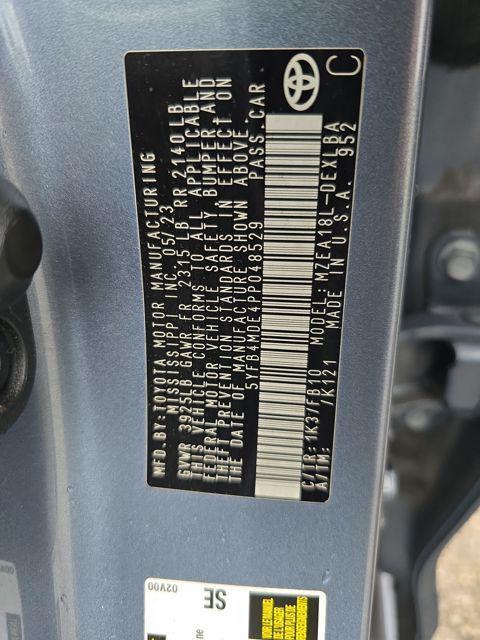 MFD.BY:TOYOTA MOTOR MANUFACTURING
MISSISSIPPI INC. 05/23
GVWR 3925LB GAWR FR 2315 LB RR 2140LB
THIS VEHICLE CONFORMS TO ALL APPLICABLE
FEDERAL MOTOR VEHICLE SAFETY BUMPER AND
THEFT PREVENTION STANDARDS IN EFFECT ON
THE DATE OF MANUFACTURE SHOWN ABOVE
5YFB4MDE4PP048529 PASS.CAR
C/TR: 1K3/FB10 MODEL: MZEA18L-DEXLBA
A/TM: /K121 MADE IN U.S.A. 952
C
SE
02V00